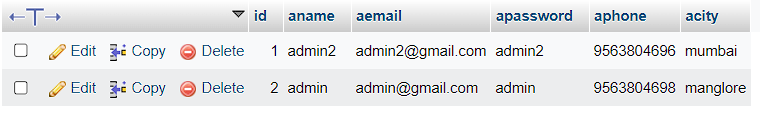 id aname aemail apassword aphone acity
Edit Copy Delete 1 admin2 admin2@gmail.com admin2 9563804696 mumbai
Edit Copy Delete 2 admin admin@gmail.com admin 9563804698 manglore